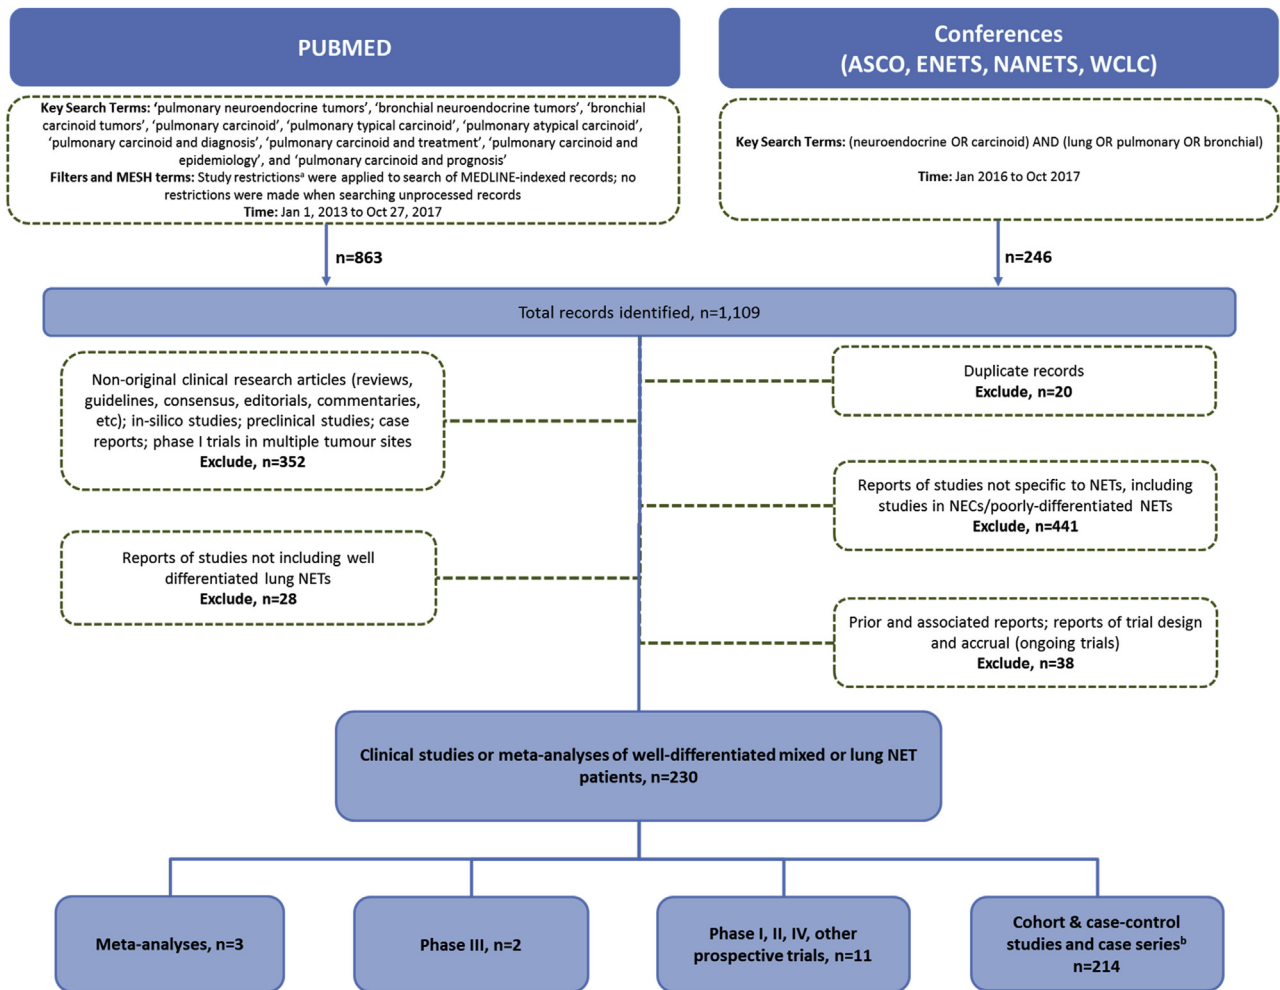 PUBMED
Conferences
(ASCO, ENETS, NANETS, WCLC)
Key Search Terms: ‘pulmonary neuroendocrine tumors’, ‘bronchial neuroendocrine tumors’, ‘bronchial
carcinoid tumors’, ‘pulmonary carcinoid’, ‘pulmonary typical carcinoid’, ‘pulmonary atypical carcinoid’,
‘pulmonary carcinoid and diagnosis’, ‘pulmonary carcinoid and treatment’, ‘pulmonary carcinoid and
epidemiology’, and ‘pulmonary carcinoid and prognosis’
Filters and MESH terms: Study restrictionsᵃ were applied to search of MEDLINE-indexed records; no
restrictions were made when searching unprocessed records
Time: Jan 1, 2013 to Oct 27, 2017
Key Search Terms: (neuroendocrine OR carcinoid) AND (lung OR pulmonary OR bronchial)
Time: Jan 2016 to Oct 2017
n=863
n=246
Total records identified, n=1,109
Non-original clinical research articles (reviews,
guidelines, consensus, editorials, commentaries,
etc); in-silico studies; preclinical studies; case
reports; phase I trials in multiple tumour sites
Exclude, n=352
Duplicate records
Exclude, n=20
Reports of studies not specific to NETs, including
studies in NECs/poorly-differentiated NETs
Exclude, n=441
Reports of studies not including well
differentiated lung NETs
Exclude, n=28
Prior and associated reports; reports of trial design
and accrual (ongoing trials)
Exclude, n=38
Clinical studies or meta-analyses of well-differentiated mixed or lung NET
patients, n=230
Meta-analyses, n=3
Phase III, n=2
Phase I, II, IV, other
prospective trials, n=11
Cohort & case-control
studies and case seriesᵇ
n=214